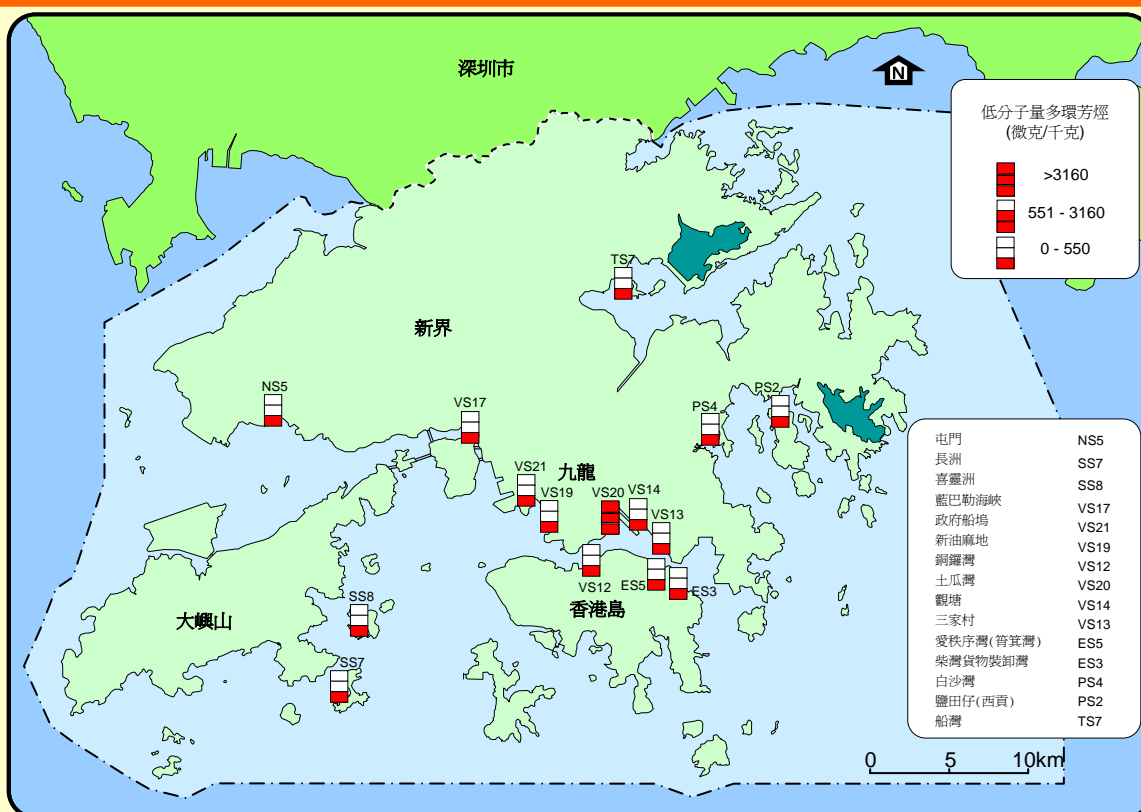 深圳市
N
低分子量多環芳烴
(微克/千克)
>3160
551 - 3160
0 - 550
TS7
新界
NS5
VS17
PS4
PS2
九龍
VS21
VS19
VS20
VS14
VS13
VS12
ES5
ES3
香港島
大嶼山
SS8
SS7
屯門 NS5
長洲 SS7
喜靈洲 SS8
藍巴勒海峽 VS17
政府船塢 VS21
新油麻地 VS19
銅鑼灣 VS12
土瓜灣 VS20
觀塘 VS14
三家村 VS13
愛秩序灣(筲箕灣) ES5
柴灣貨物裝卸灣 ES3
白沙灣 PS4
鹽田仔(西貢) PS2
船灣 TS7
0 5 10km